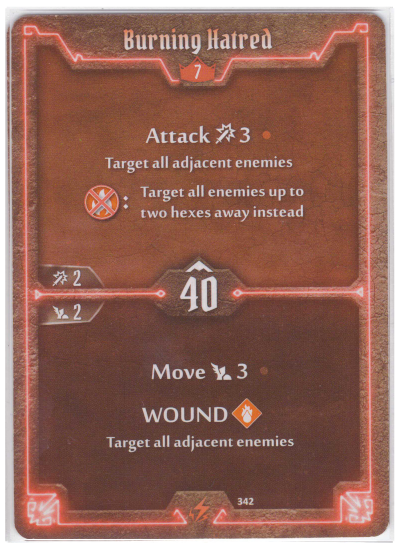 Burning Hatred
7
Attack 3
Target all adjacent enemies
: Target all enemies up to
two hexes away instead
2
40
2
Move 3
WOUND
Target all adjacent enemies
342